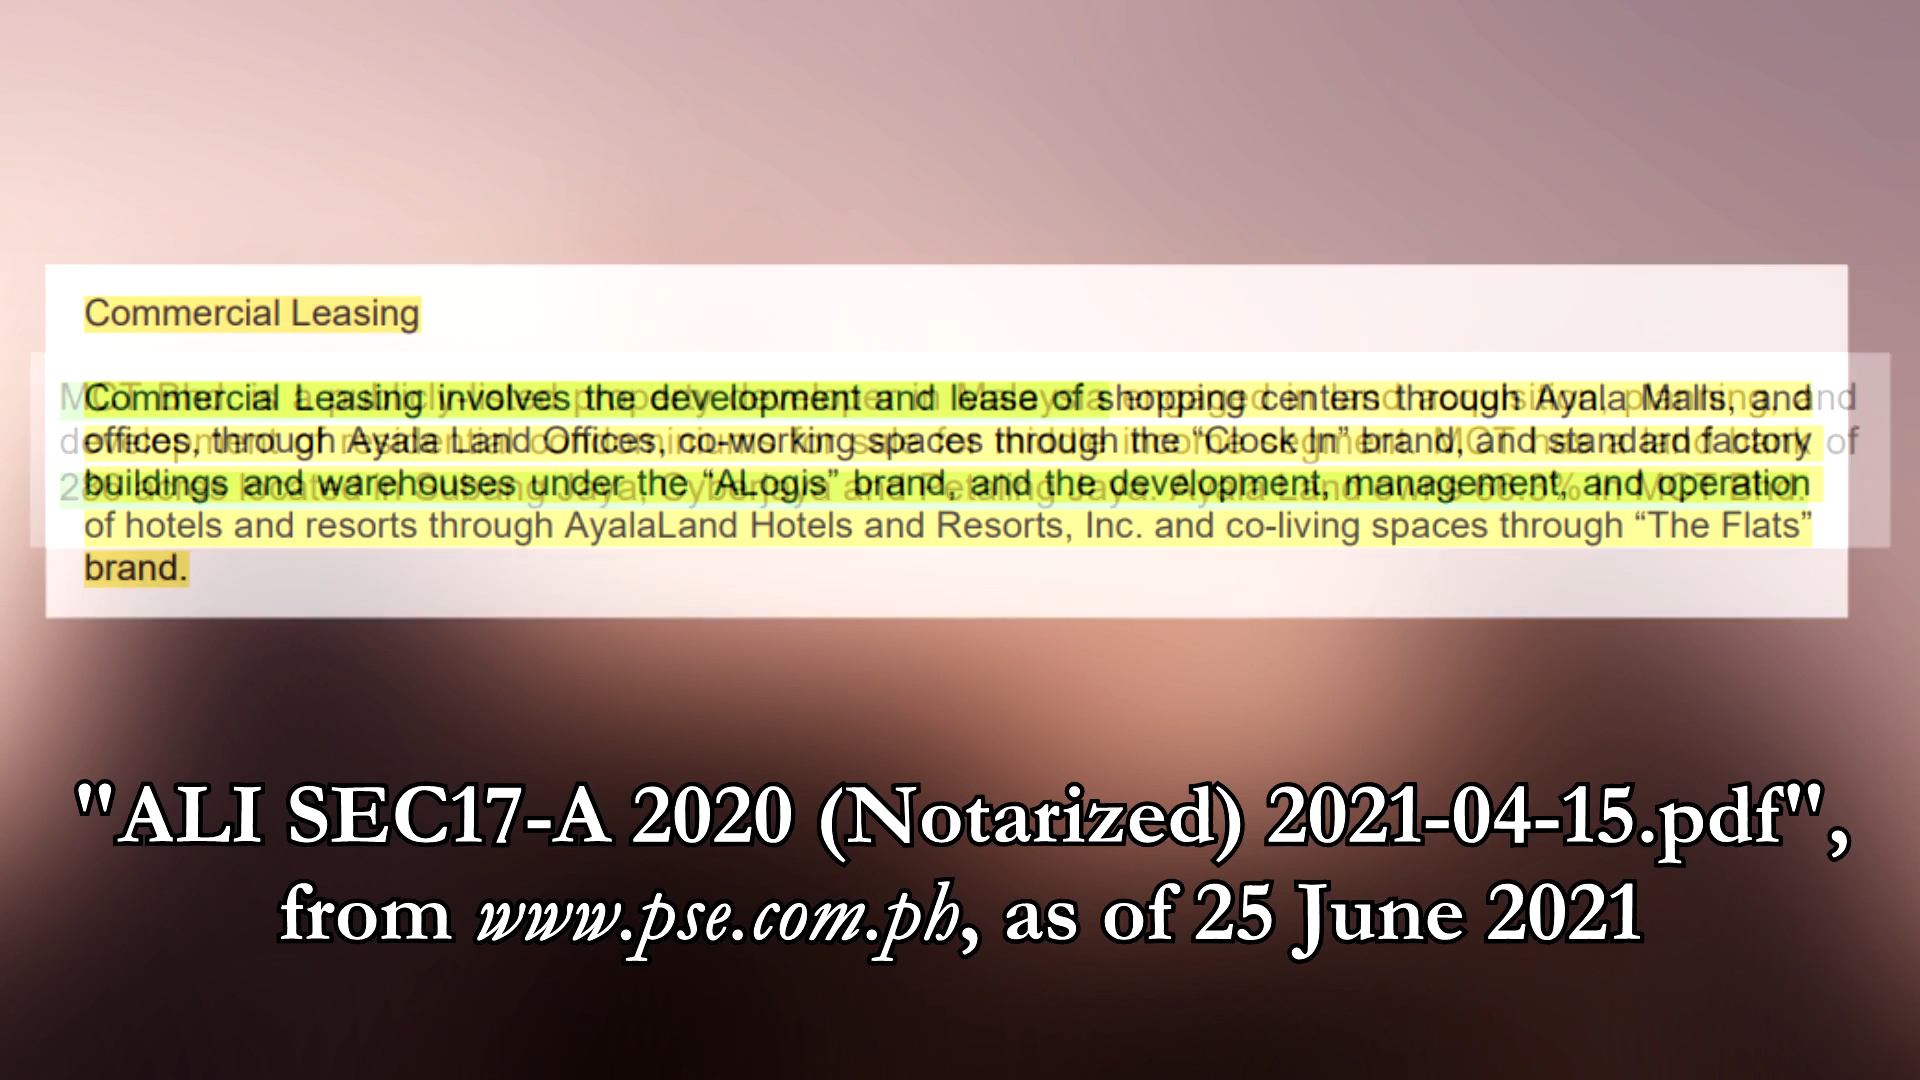 Commercial Leasing
Commercial Leasing involves the development and lease of shopping centers through Ayala Malls, and
offices, through Ayala Land Offices, co-working spaces through the “Clock In” brand, and standard factory
buildings and warehouses under the “ALogis” brand, and the development, management, and operation
of hotels and resorts through AyalaLand Hotels and Resorts, Inc. and co-living spaces through “The Flats”
brand.
"ALI SEC17-A 2020 (Notarized) 2021-04-15.pdf",
from www.pse.com.ph, as of 25 June 2021